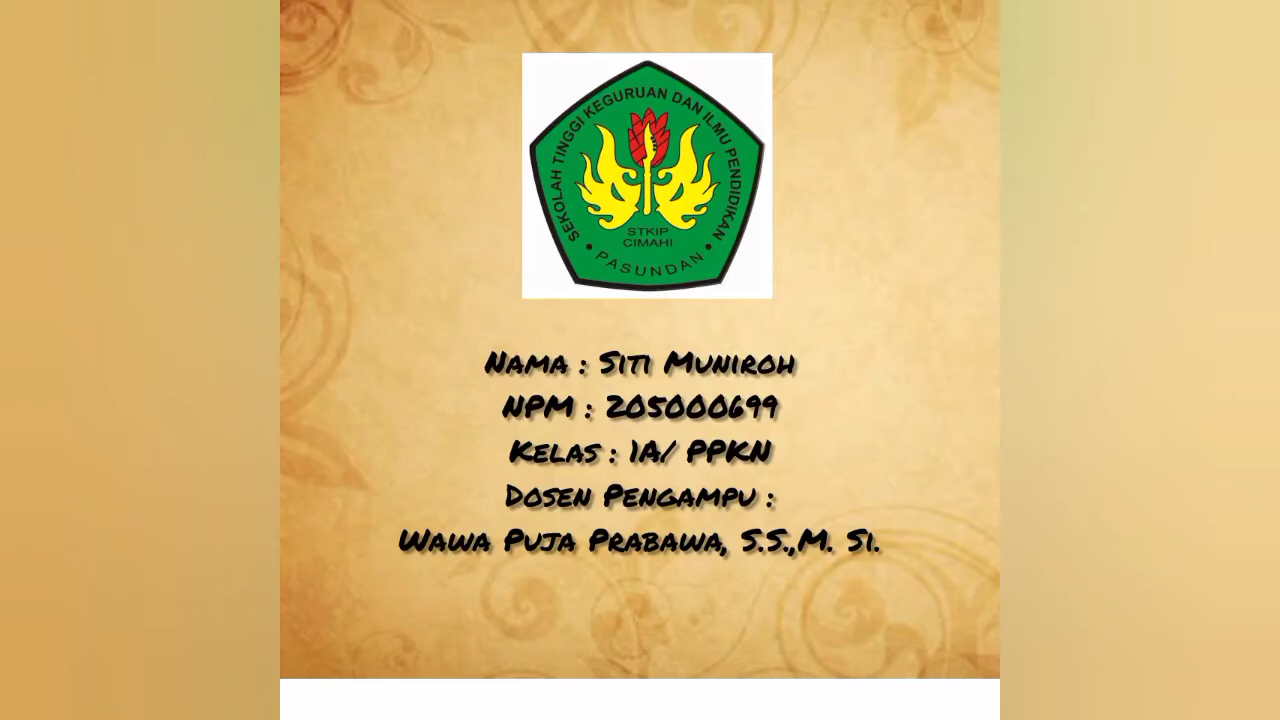 SEKOLAH TINGGI KEGURUAN DAN ILMU PENDIDIKAN
STKIP
CIMAHI
• PASUNDAN •
Nama : Siti Muniroh
NPM : 205000699
Kelas : 1A/ PPKN
Dosen Pengampu :
Wawa Puja Prabawa, S.S.,M. Si.